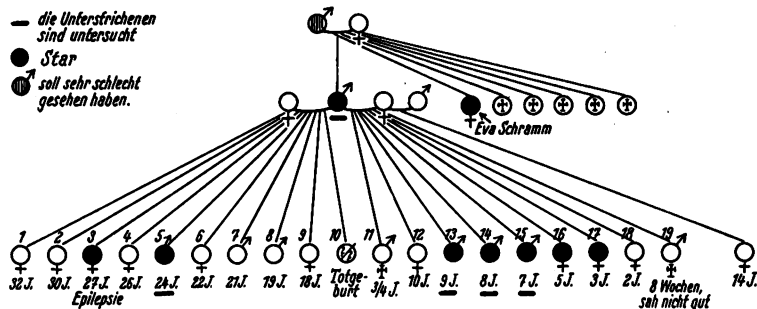 die Unterstrichenen
sind untersucht
Star
soll sehr schlecht
gesehen haben.
Eva Schramm
1 2 3 4 5 6 7 8 9 10 11 12 13 14 15 16 17 18 19
32 J. 30 J. 27 J. 26 J. 24 J. 22 J. 21 J. 19 J. 18 J. Totge- 3/4 J. 10 J. 9 J. 8 J. 7 J. 5 J. 3 J. 2 J. 8 Wochen, 14 J.
Epilepsie burt sah nicht gut